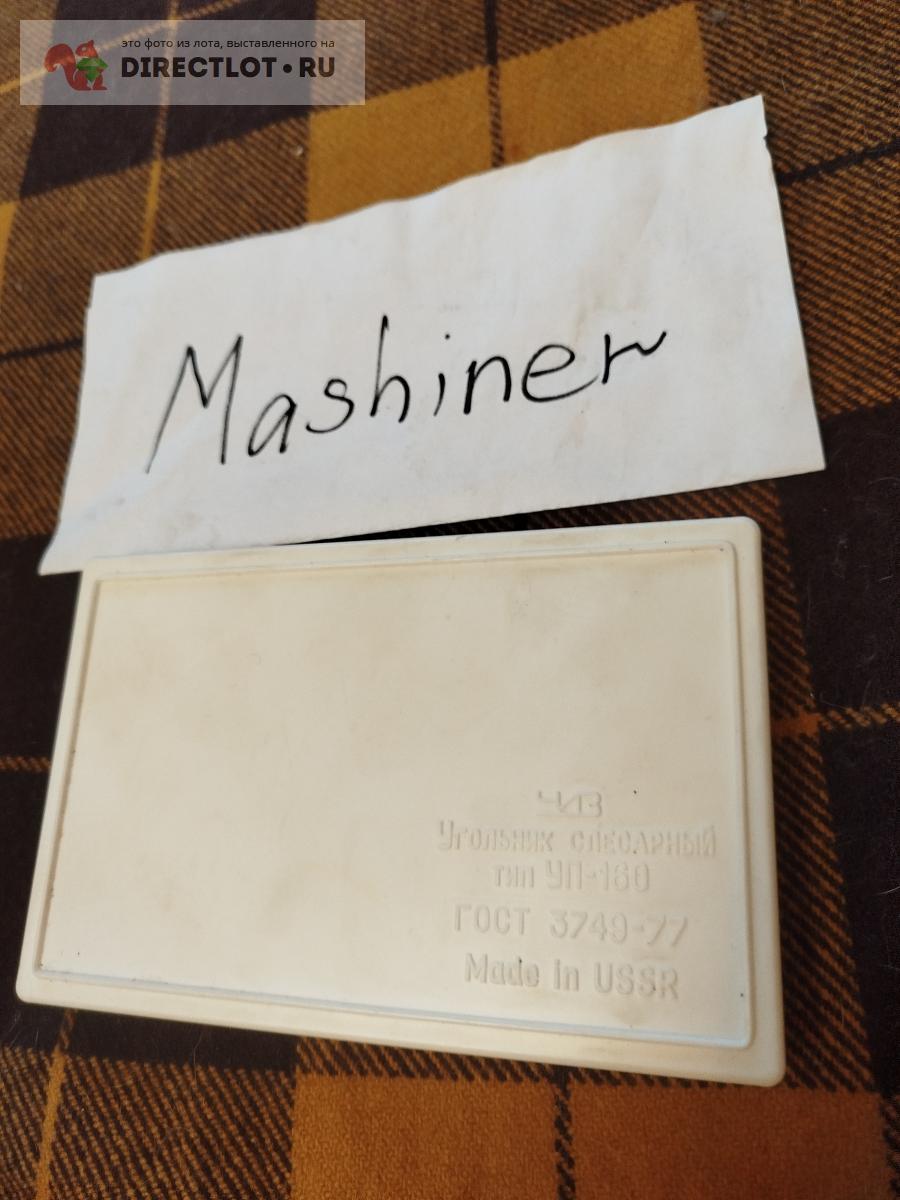 это фото из лота, выставленного на
DIRECTLOT•RU
Mashiner
ЧИЗ
Угольник слесарный
тип УП-160
ГОСТ 3749-77
Made in USSR